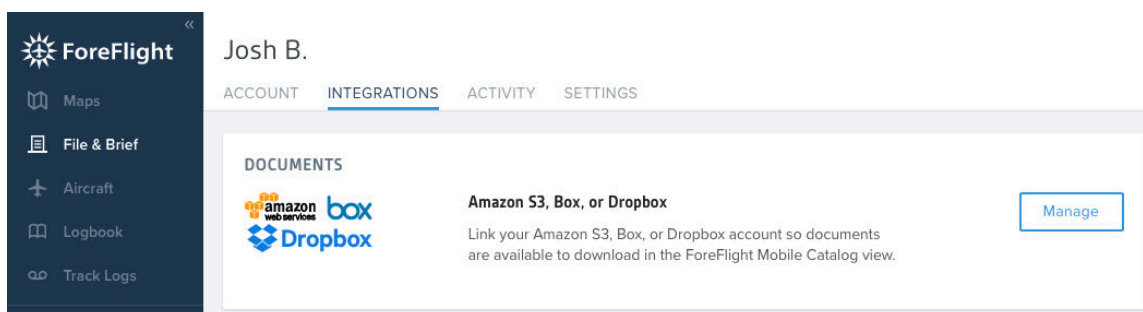 «
ForeFlight
Maps
File & Brief
Aircraft
Logbook
Track Logs
Josh B.
ACCOUNT INTEGRATIONS ACTIVITY SETTINGS
DOCUMENTS
amazon
web services
box
Dropbox
Amazon S3, Box, or Dropbox
Link your Amazon S3, Box, or Dropbox account so documents
are available to download in the ForeFlight Mobile Catalog view.
Manage